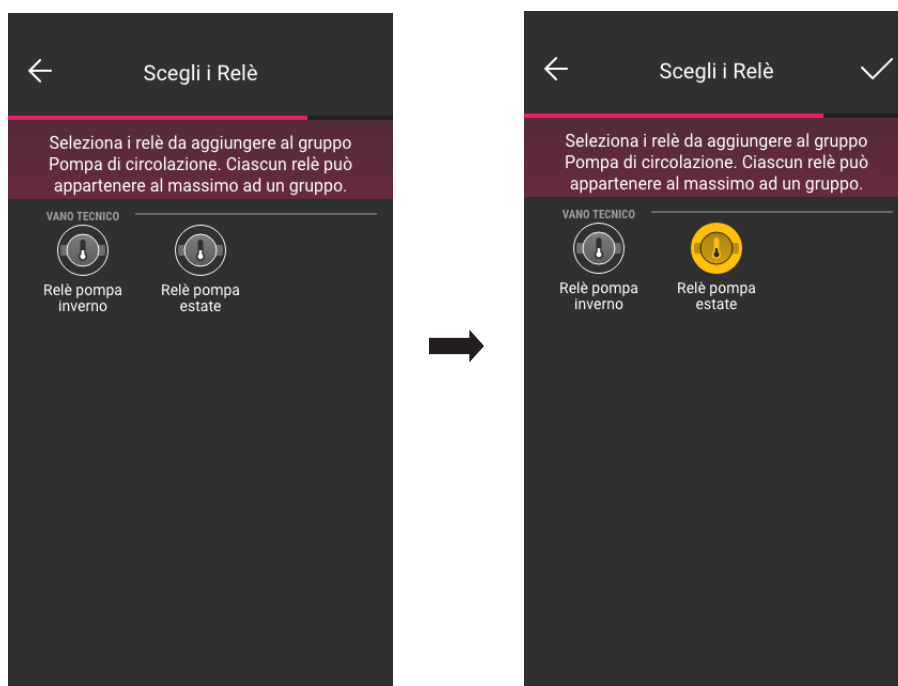 Scegli i Relè
Seleziona i relè da aggiungere al gruppo
Pompa di circolazione. Ciascun relè può
appartenere al massimo ad un gruppo.
VANO TECNICO
Relè pompa
inverno
Relè pompa
estate
Scegli i Relè
Seleziona i relè da aggiungere al gruppo
Pompa di circolazione. Ciascun relè può
appartenere al massimo ad un gruppo.
VANO TECNICO
Relè pompa
inverno
Relè pompa
estate